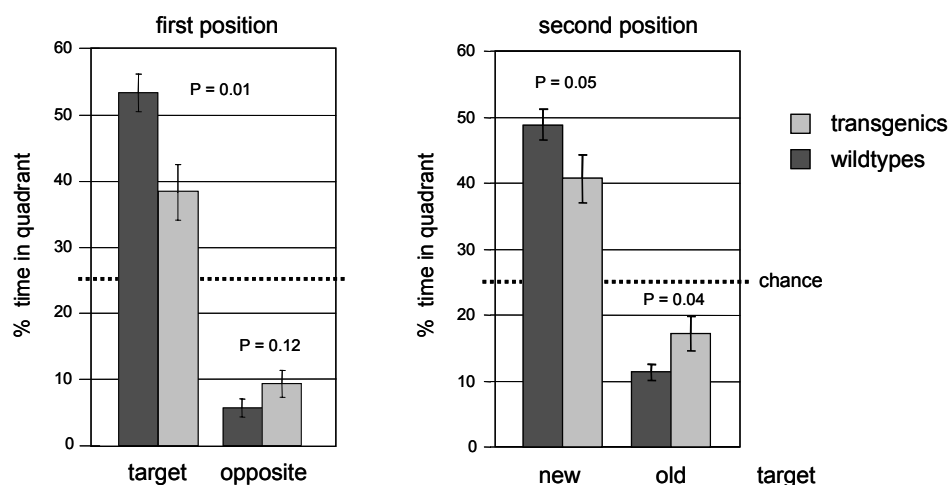 first position
% time in quadrant
60
50
40
30
20
10
0
P = 0.01
P = 0.12
target opposite
second position
% time in quadrant
60
50
40
30
20
10
0
P = 0.05
P = 0.04
chance
new old target
transgenics
wildtypes